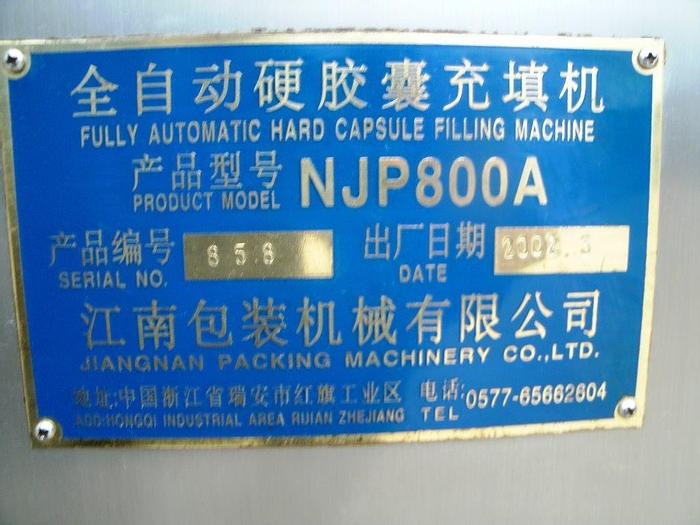 全自动硬胶囊充填机
FULLY AUTOMATIC HARD CAPSULE FILLING MACHINE
产品型号 NJP800A
PRODUCT MODEL
产品编号 858 出厂日期 2002.3
SERIAL NO. DATE
江南包装机械有限公司
JIANGNAN PACKING MACHINERY CO.,LTD.
地址:中国浙江省瑞安市红旗工业区 电话:0577-65662604
ADD:HONGQI INDUSTRIAL AREA RUIAN ZHEJIANG TEL